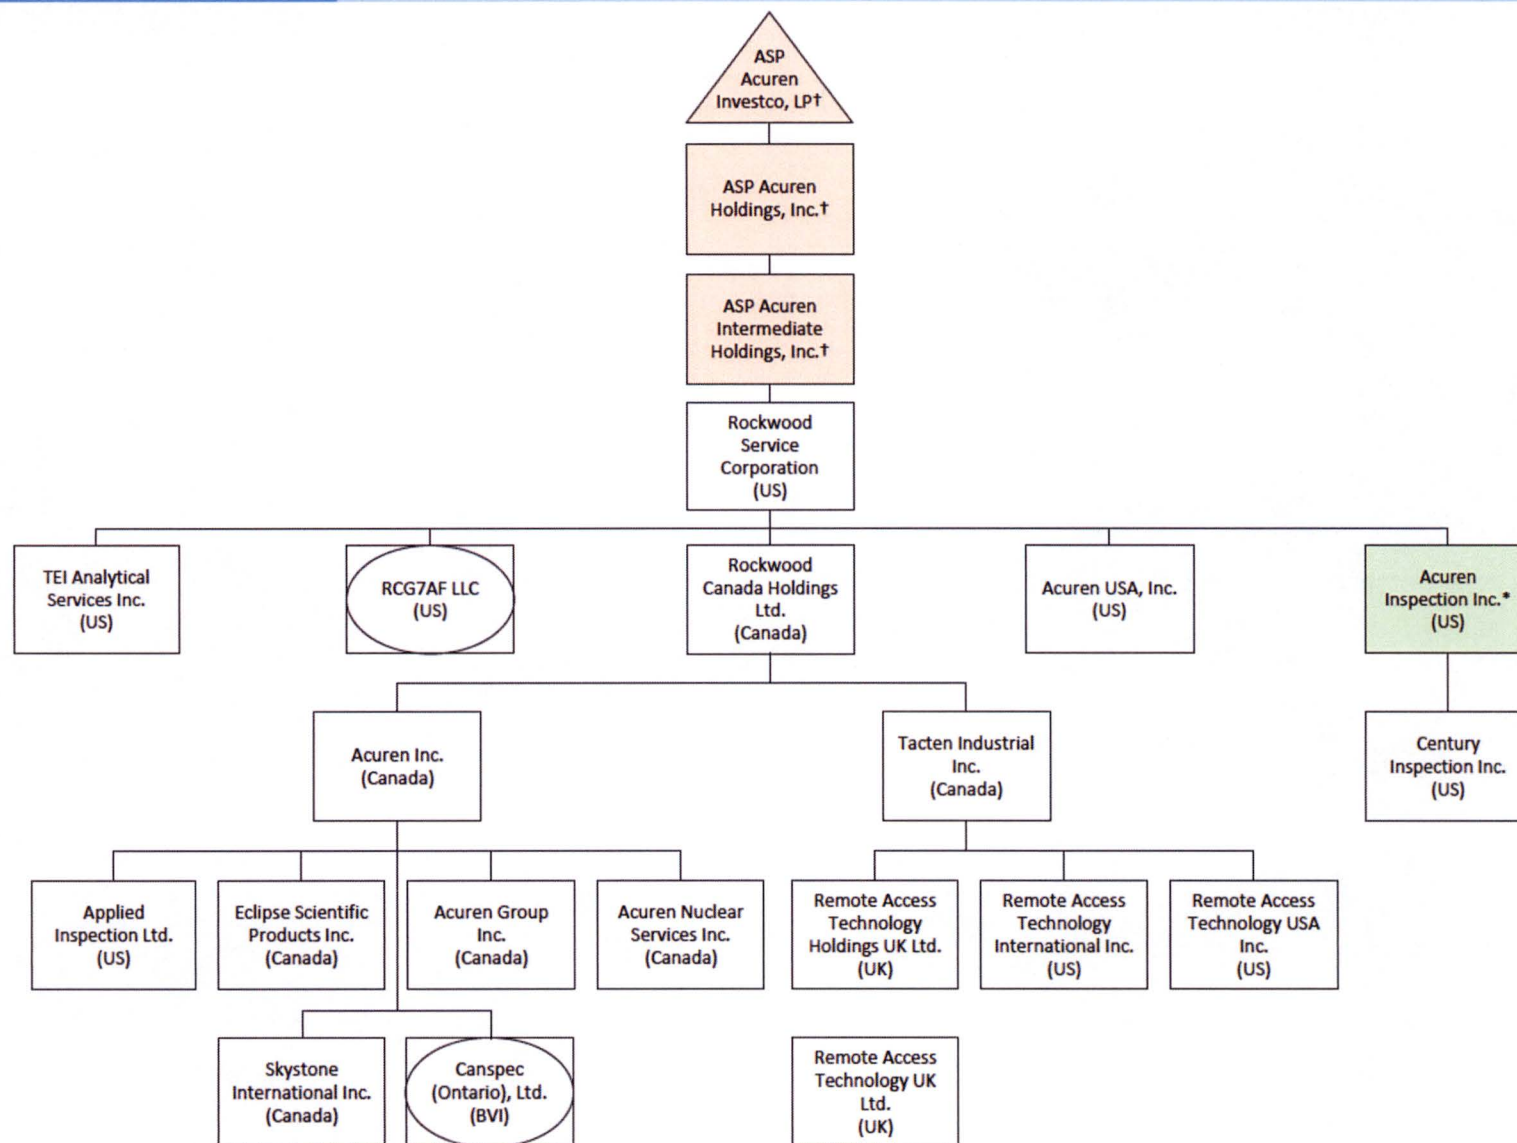 ASP
Acuren
Investco, LP†
ASP Acuren
Holdings, Inc.†
ASP Acuren
Intermediate
Holdings, Inc.†
Rockwood
Service
Corporation
(US)
TEI Analytical
Services Inc.
(US)
RCG7AF LLC
(US)
Rockwood
Canada Holdings
Ltd.
(Canada)
Acuren USA, Inc.
(US)
Acuren
Inspection Inc.*
(US)
Acuren Inc.
(Canada)
Tacten Industrial
Inc.
(Canada)
Century
Inspection Inc.
(US)
Applied
Inspection Ltd.
(US)
Eclipse Scientific
Products Inc.
(Canada)
Acuren Group
Inc.
(Canada)
Acuren Nuclear
Services Inc.
(Canada)
Remote Access
Technology
Holdings UK Ltd.
(UK)
Remote Access
Technology
International Inc.
(US)
Remote Access
Technology USA
Inc.
(US)
Skystone
International Inc.
(Canada)
Canspec
(Ontario), Ltd.
(BVI)
Remote Access
Technology UK
Ltd.
(UK)